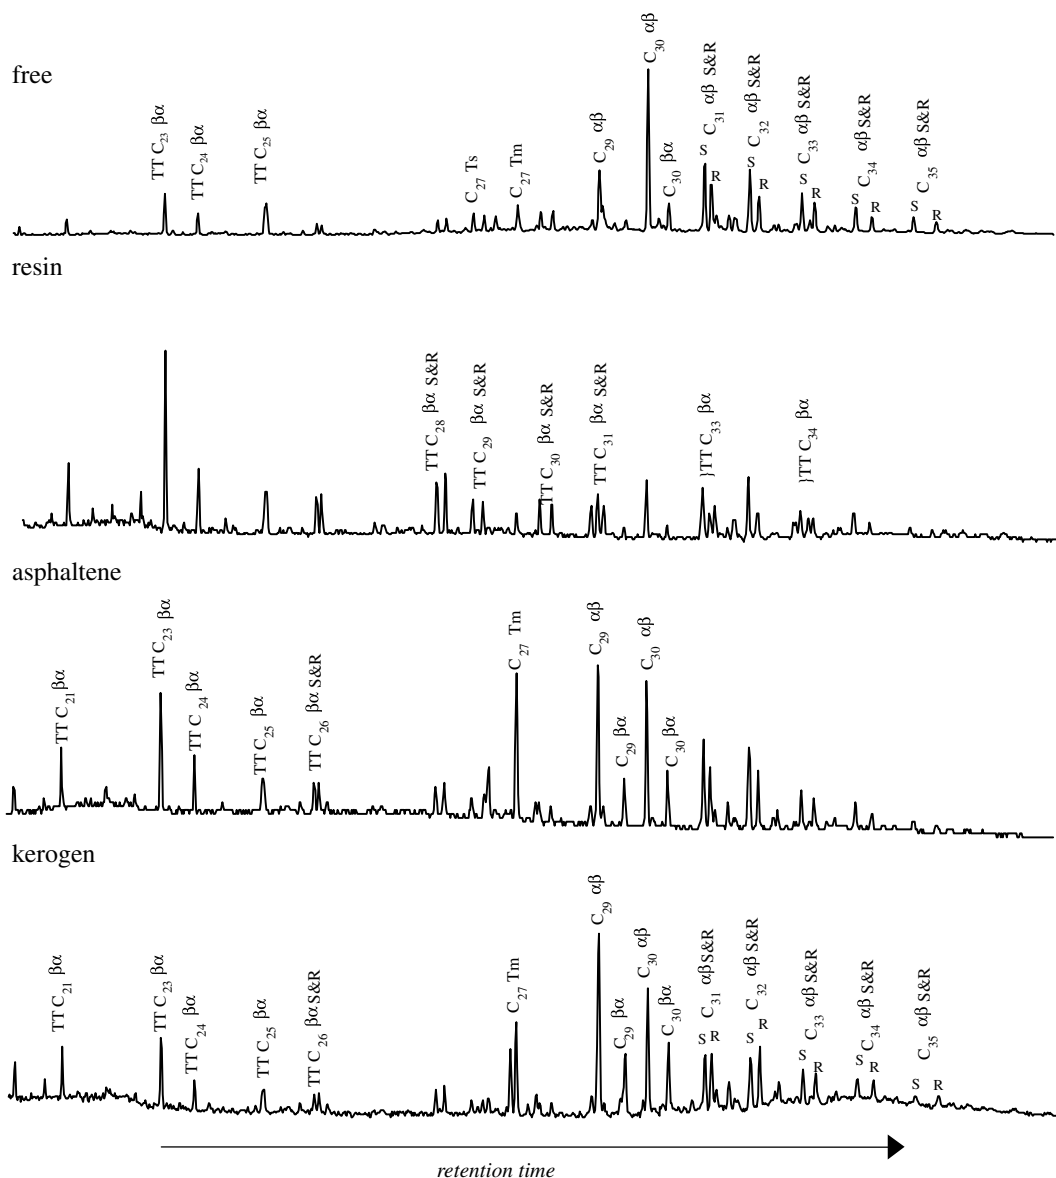 free
TT C23 βα
TT C24 βα
TT C25 βα
C27 Ts
C27 Tm
C29 αβ
C30 αβ
C30 βα
C31 αβ S&R
S
R
C32 αβ S&R
S
R
C33 αβ S&R
S
R
C34 αβ S&R
S
R
C35 αβ S&R
S
R
resin
TT C28 βα S&R
TT C29 βα S&R
TT C30 βα S&R
TT C31 βα S&R
}TT C33 βα
}TT C34 βα
asphaltene
TT C21 βα
TT C23 βα
TT C24 βα
TT C25 βα
TT C26 βα S&R
C27 Tm
C29 αβ
C29 βα
C30 αβ
C30 βα
kerogen
TT C21 βα
TT C23 βα
TT C24 βα
TT C25 βα
TT C26 βα S&R
C27 Tm
C29 αβ
C29 βα
C30 αβ
C30 βα
C31 αβ S&R
S
R
C32 αβ S&R
S
R
C33 αβ S&R
S
R
C34 αβ S&R
S
R
C35 αβ S&R
S
R
retention time